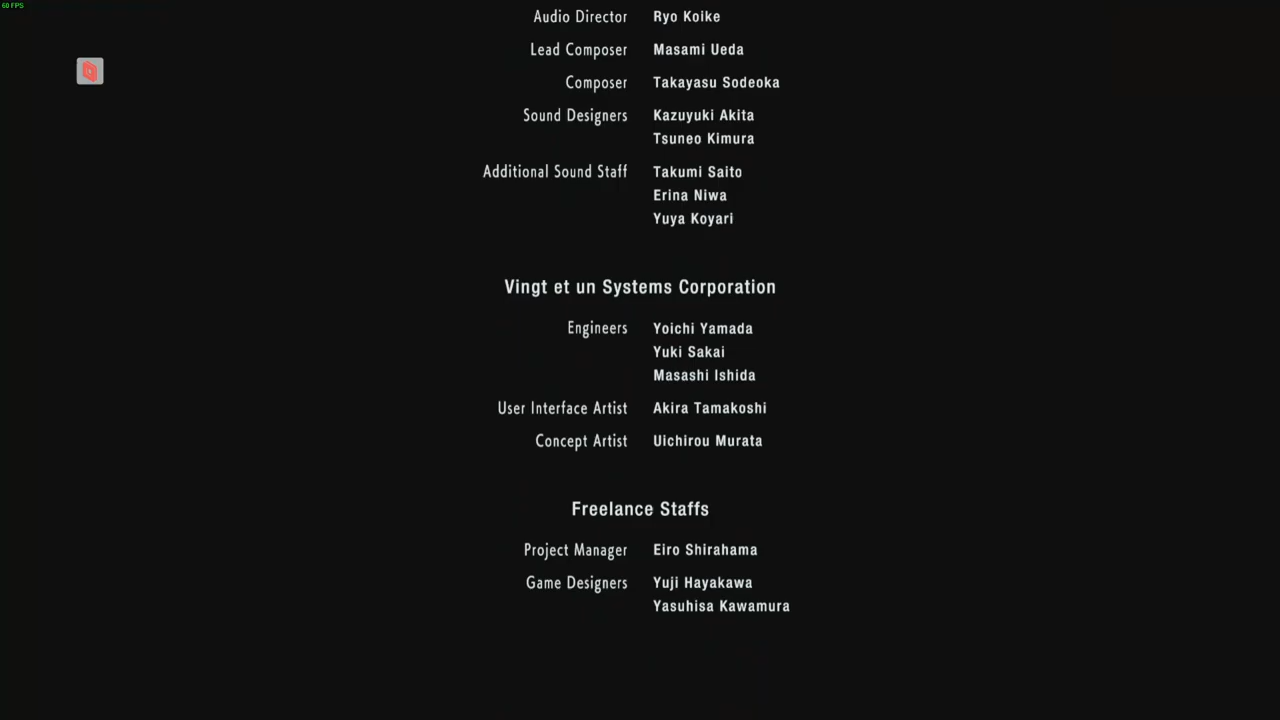 60 FPS
Audio Director Ryo Koike
Lead Composer Masami Ueda
Composer Takayasu Sodeoka
Sound Designers Kazuyuki Akita
Tsuneo Kimura
Additional Sound Staff Takumi Saito
Erina Niwa
Yuya Koyari
Vingt et un Systems Corporation
Engineers Yoichi Yamada
Yuki Sakai
Masashi Ishida
User Interface Artist Akira Tamakoshi
Concept Artist Uichirou Murata
Freelance Staffs
Project Manager Eiro Shirahama
Game Designers Yuji Hayakawa
Yasuhisa Kawamura